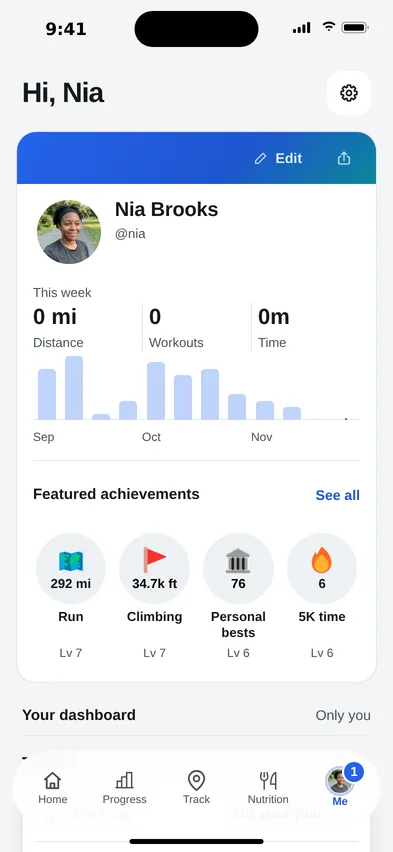 9:41
Hi, Nia
Edit
Nia Brooks
@nia
This week
0 mi
0
0m
Distance
Workouts
Time
Sep
Oct
Nov
Featured achievements
See all
292 mi
34.7k ft
76
6
Run
Climbing
Personal
bests
5K time
Lv 7
Lv 7
Lv 6
Lv 6
Your dashboard
Only you
1
Home
Progress
Track
Nutrition
Me